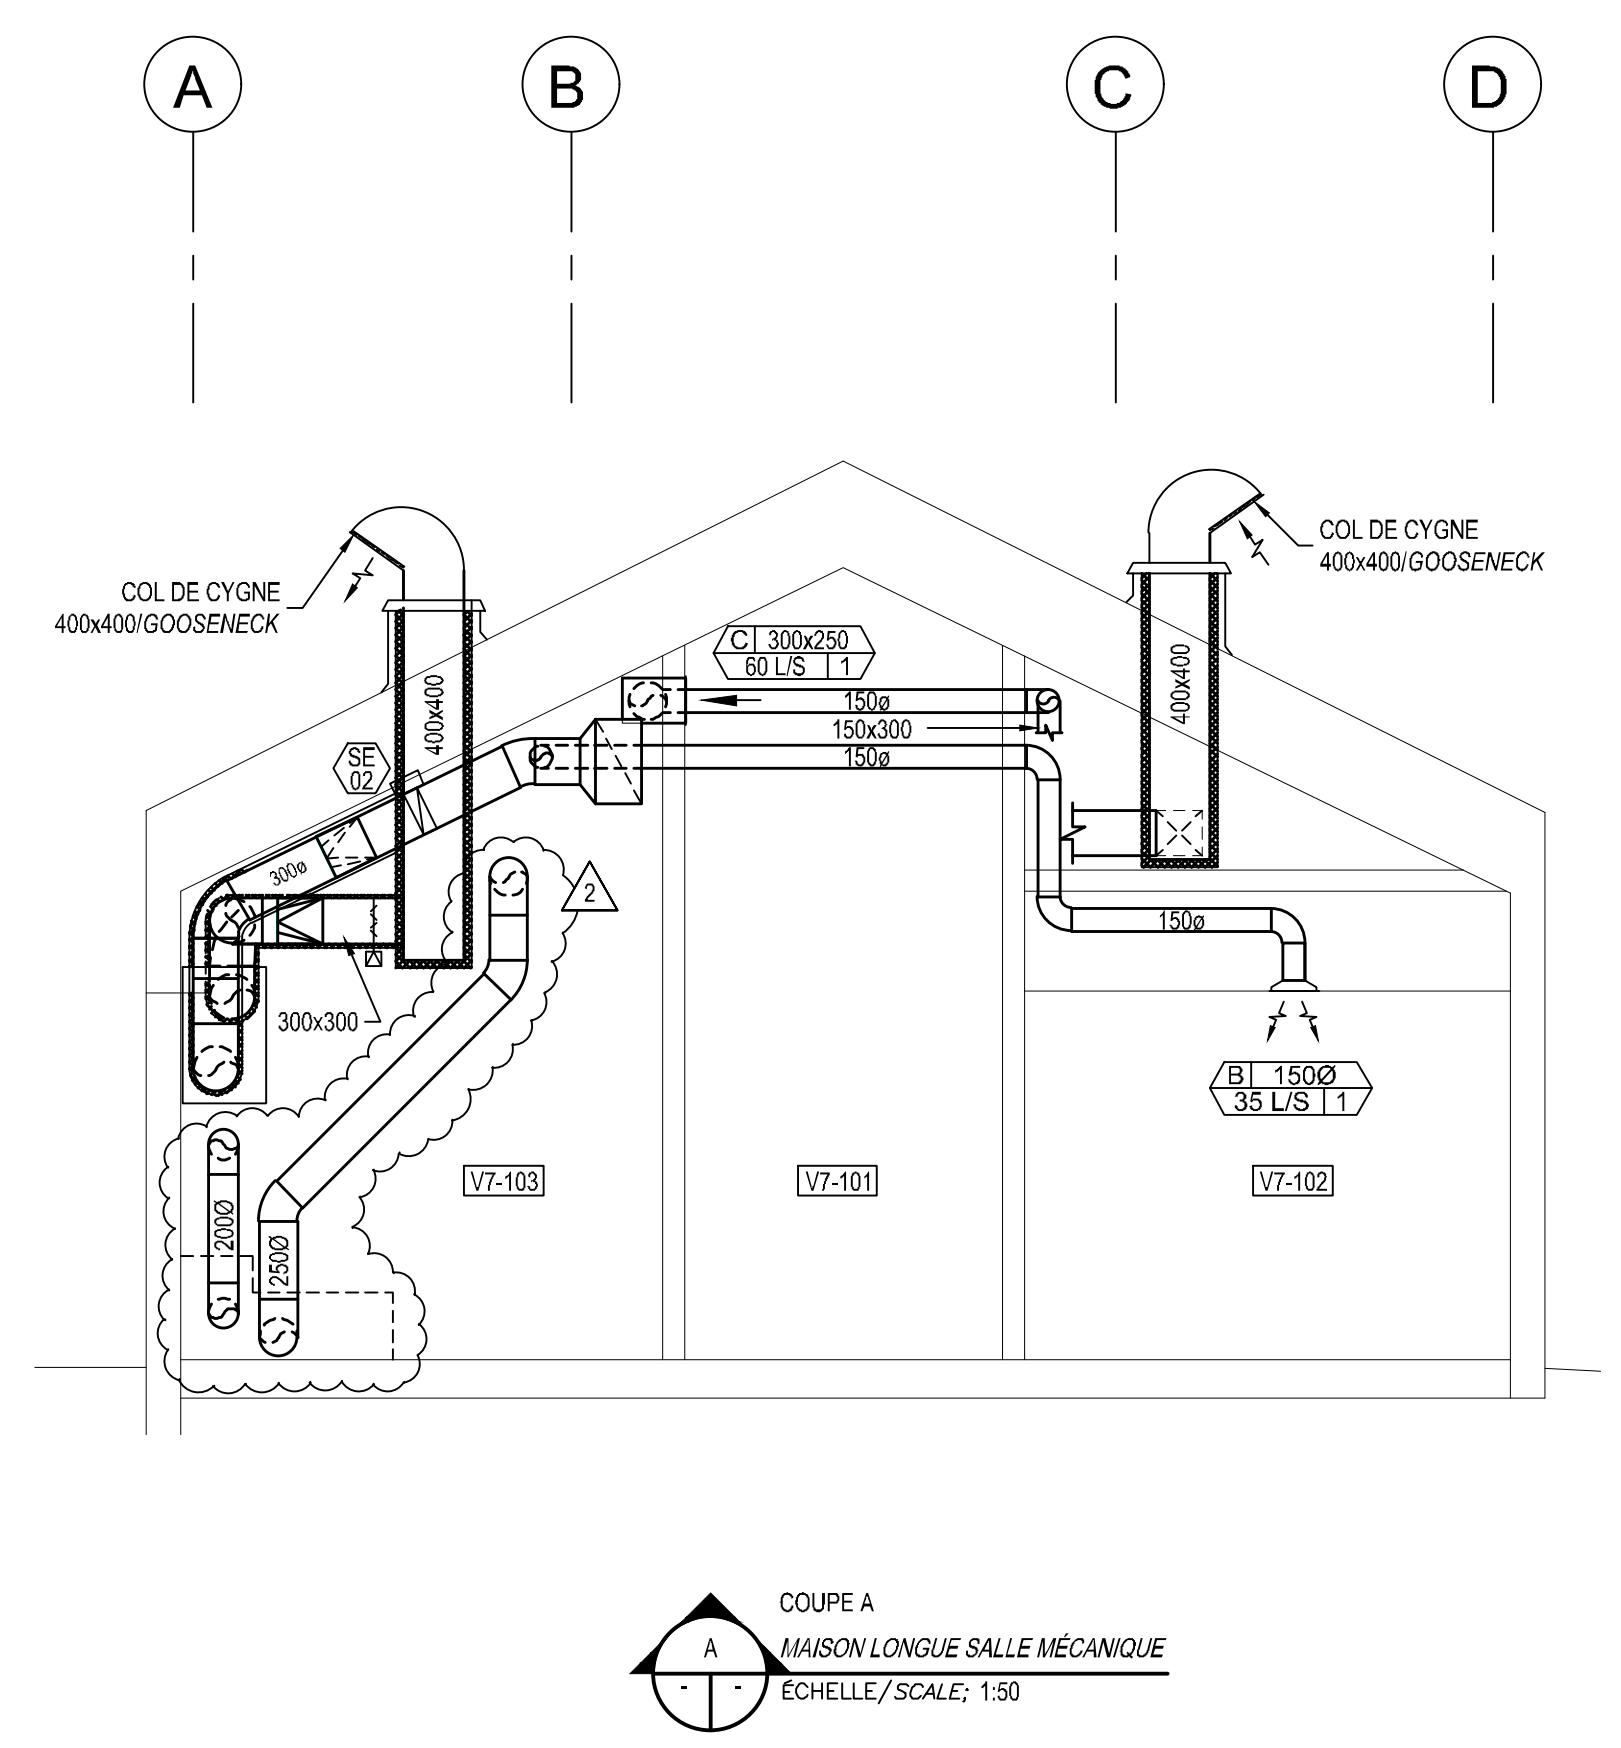 A
B
C
D
COL DE CYGNE
400x400/GOOSENECK
COL DE CYGNE
400x400/GOOSENECK
C 300x250
60 L/S 1
400x400
400x400
150ø
150x300
150ø
SE
02
300ø
2
150ø
300x300
B 150Ø
35 L/S 1
V7-103
V7-101
V7-102
200Ø
250Ø
COUPE A
A
MAISON LONGUE SALLE MÉCANIQUE
- -
ÉCHELLE/SCALE; 1:50